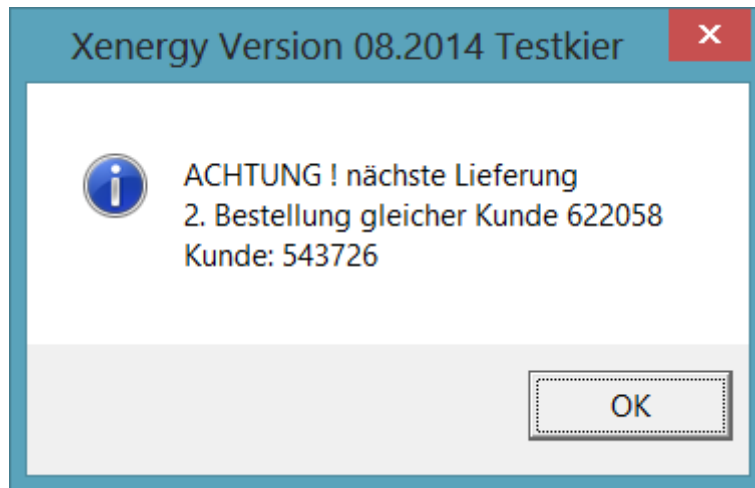 Xenergy Version 08.2014 Testkier
ACHTUNG ! nächste Lieferung
2. Bestellung gleicher Kunde 622058
Kunde: 543726
OK